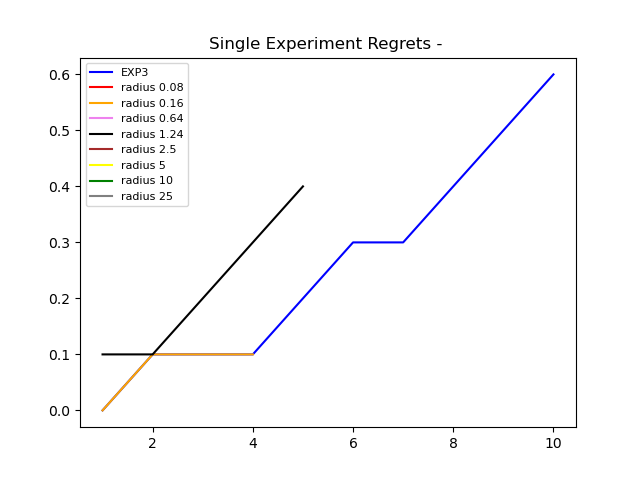 Single Experiment Regrets -
EXP3
radius 0.08
radius 0.16
radius 0.64
radius 1.24
radius 2.5
radius 5
radius 10
radius 25
0.6
0.5
0.4
0.3
0.2
0.1
0.0
2 4 6 8 10